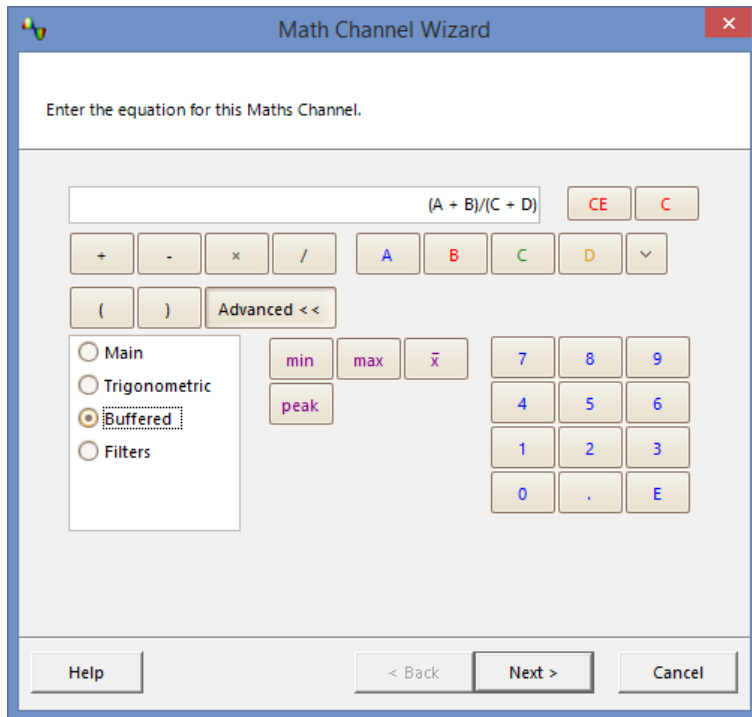 Math Channel Wizard
Enter the equation for this Maths Channel.
(A + B)/(C + D)
CE C
+ - × / A B C D
( ) Advanced <<
Main
Trigonometric
Buffered
Filters
min max x̄
peak
7 8 9
4 5 6
1 2 3
0 . E
Help < Back Next > Cancel